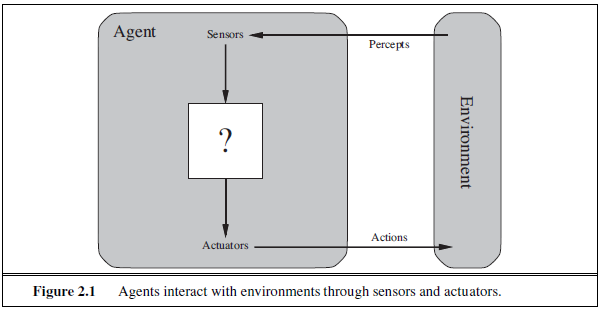 Agent
Sensors
Percepts
?
Environment
Actuators
Actions
Figure 2.1 Agents interact with environments through sensors and actuators.